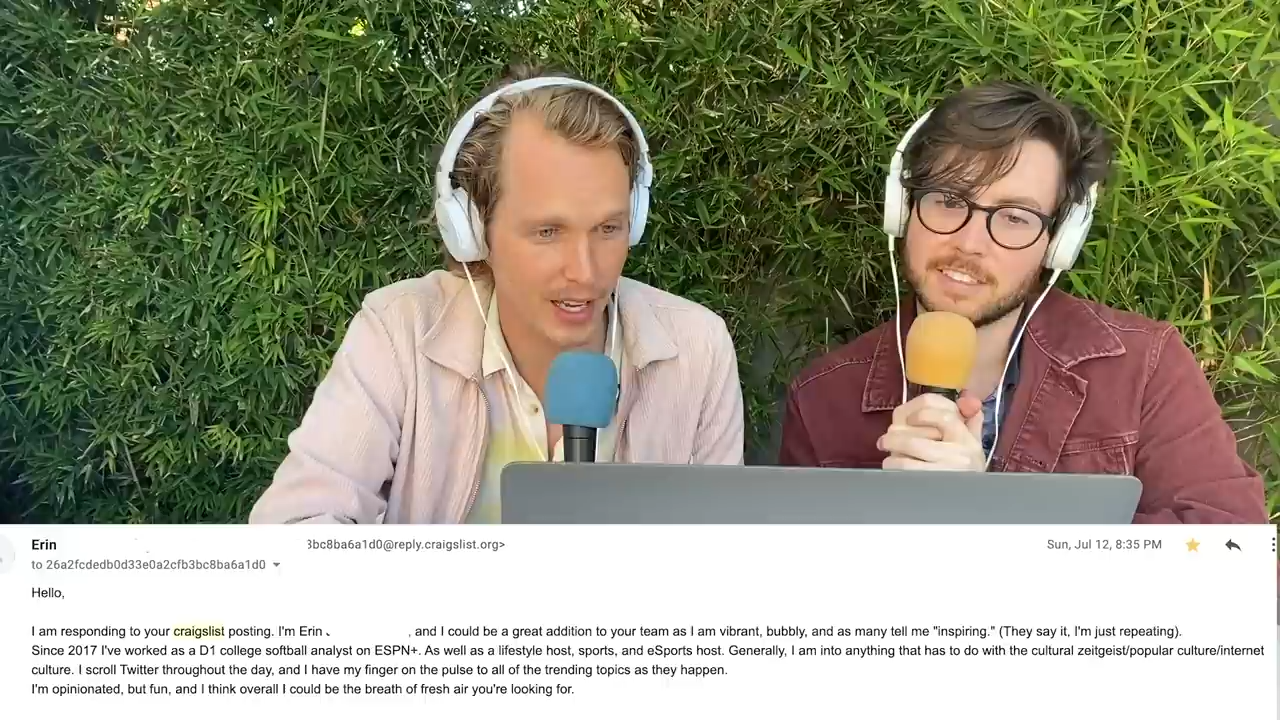 Erin 3bc8ba6a1d0@reply.craigslist.org> Sun, Jul 12, 8:35 PM
to 26a2fcdedb0d33e0a2cfb3bc8ba6a1d0
Hello,
I am responding to your craigslist posting. I'm Erin , and I could be a great addition to your team as I am vibrant, bubbly, and as many tell me "inspiring." (They say it, I'm just repeating).
Since 2017 I've worked as a D1 college softball analyst on ESPN+. As well as a lifestyle host, sports, and eSports host. Generally, I am into anything that has to do with the cultural zeitgeist/popular culture/internet
culture. I scroll Twitter throughout the day, and I have my finger on the pulse to all of the trending topics as they happen.
I'm opinionated, but fun, and I think overall I could be the breath of fresh air you're looking for.